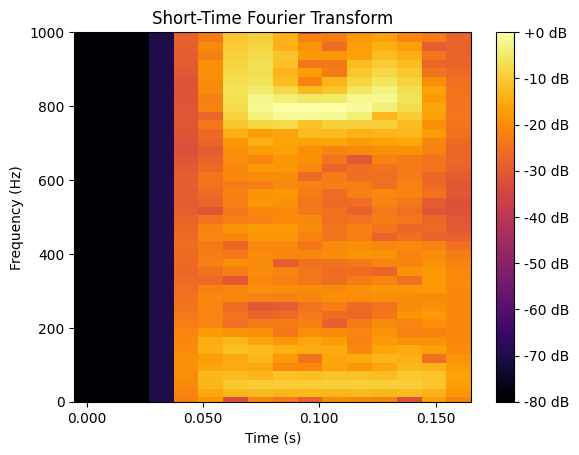 Short-Time Fourier Transform
1000
800
600
400
200
0
Frequency (Hz)
0.000
0.050
0.100
0.150
Time (s)
+0 dB
-10 dB
-20 dB
-30 dB
-40 dB
-50 dB
-60 dB
-70 dB
-80 dB